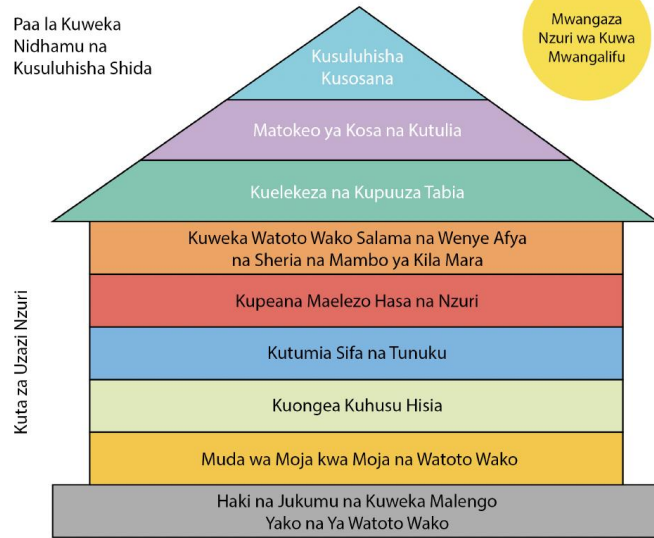 Paa la Kuweka
Nidhamu na
Kusuluhisha Shida
Mwangaza
Nzuri wa Kuwa
Mwangalifu
Kusuluhisha
Kusosana
Matokeo ya Kosa na Kutulia
Kuelekeza na Kupuuza Tabia
Kuweka Watoto Wako Salama na Wenye Afya
na Sheria na Mambo ya Kila Mara
Kupeana Maelezo Hasa na Nzuri
Kutumia Sifa na Tunuku
Kuongea Kuhusu Hisia
Muda wa Moja kwa Moja na Watoto Wako
Kuta za Uzazi Nzuri
Haki na Jukumu na Kuweka Malengo
Yako na Ya Watoto Wako